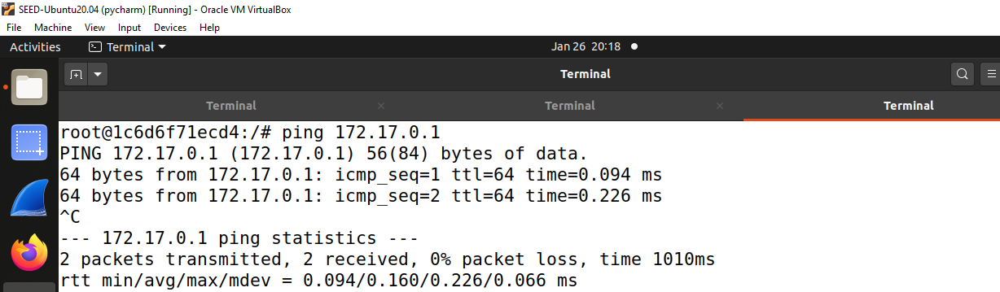 SEED-Ubuntu20.04 (pycharm) [Running] - Oracle VM VirtualBox
File Machine View Input Devices Help
Activities Terminal Jan 26 20:18
Terminal
Terminal Terminal Terminal
root@1c6d6f71ecd4:/# ping 172.17.0.1
PING 172.17.0.1 (172.17.0.1) 56(84) bytes of data.
64 bytes from 172.17.0.1: icmp_seq=1 ttl=64 time=0.094 ms
64 bytes from 172.17.0.1: icmp_seq=2 ttl=64 time=0.226 ms
^C
--- 172.17.0.1 ping statistics ---
2 packets transmitted, 2 received, 0% packet loss, time 1010ms
rtt min/avg/max/mdev = 0.094/0.160/0.226/0.066 ms